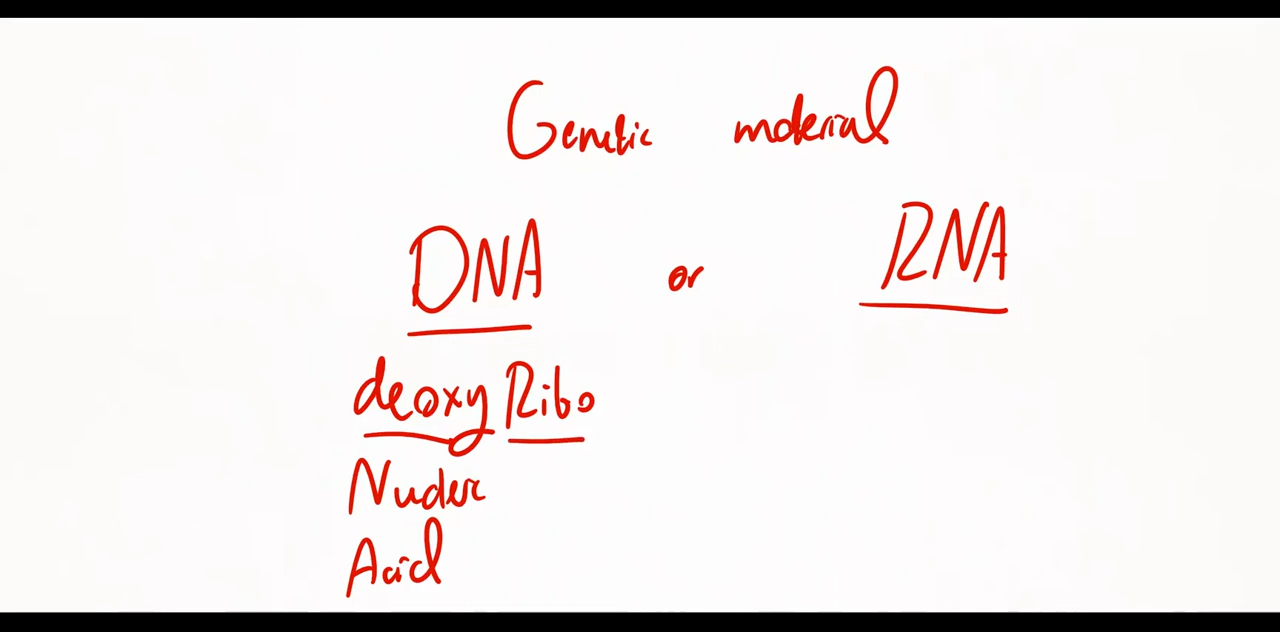 Genetic material
DNA or RNA
deoxy Ribo
Nucleic
Acid